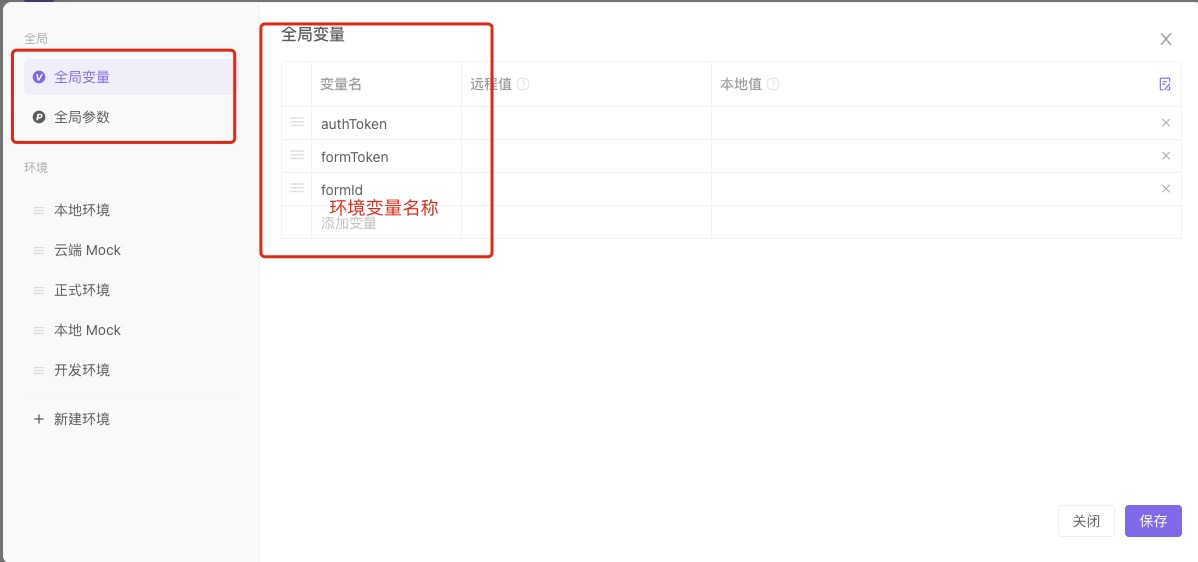 全局
全局变量
全局参数
环境
本地环境
云端 Mock
正式环境
本地 Mock
开发环境
新建环境
全局变量
变量名 远程值 本地值
authToken
formToken
formId
环境变量名称
添加变量
关闭 保存